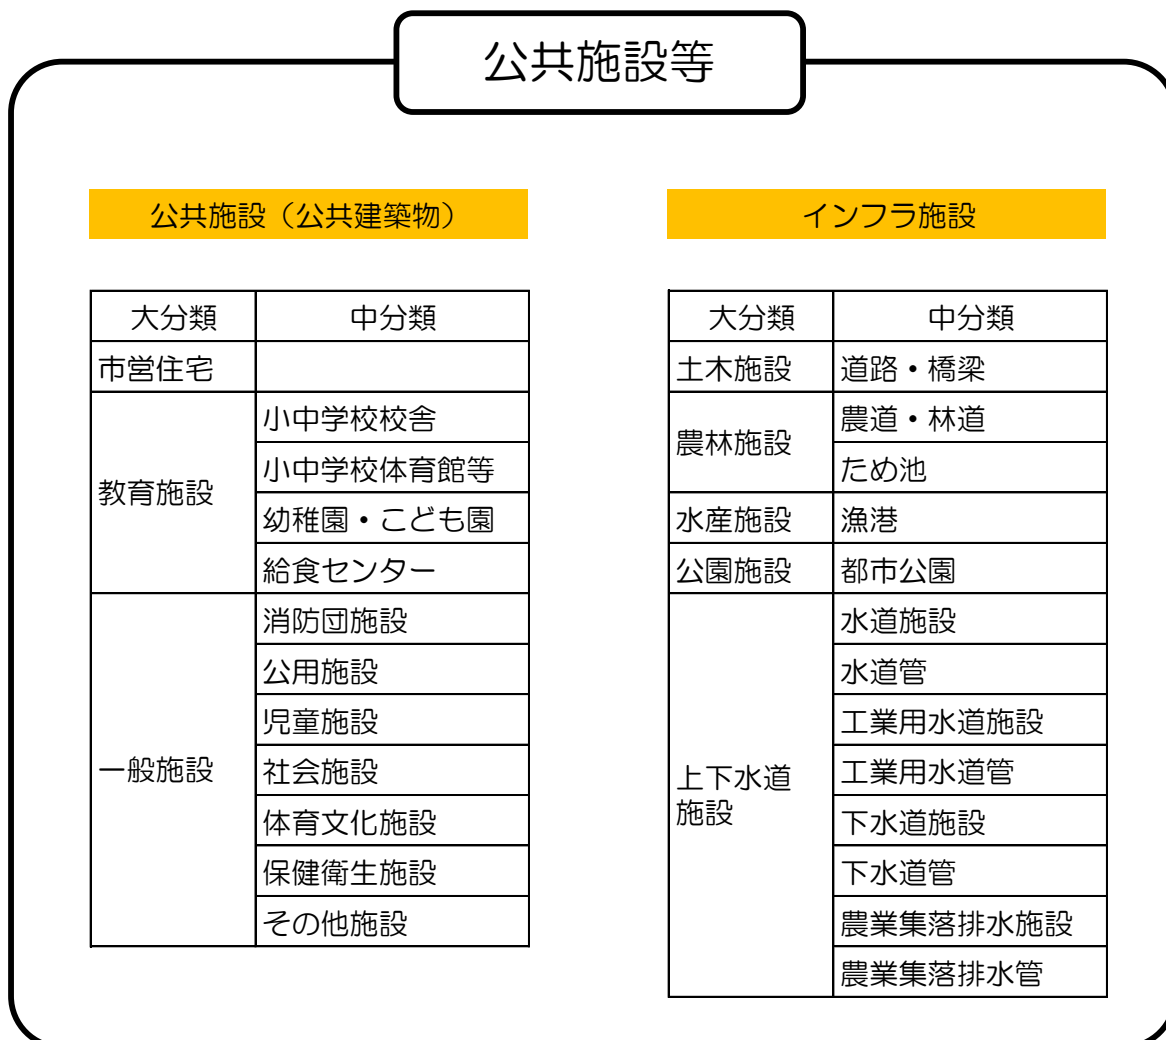 公共施設等
公共施設（公共建築物）
大分類 中分類
市営住宅
教育施設
小中学校校舎
小中学校体育館等
幼稚園・こども園
給食センター
一般施設
消防団施設
公用施設
児童施設
社会施設
体育文化施設
保健衛生施設
その他施設
インフラ施設
大分類 中分類
土木施設 道路・橋梁
農林施設
農道・林道
ため池
水産施設 漁港
公園施設 都市公園
上下水道
施設
水道施設
水道管
工業用水道施設
工業用水道管
下水道施設
下水道管
農業集落排水施設
農業集落排水管